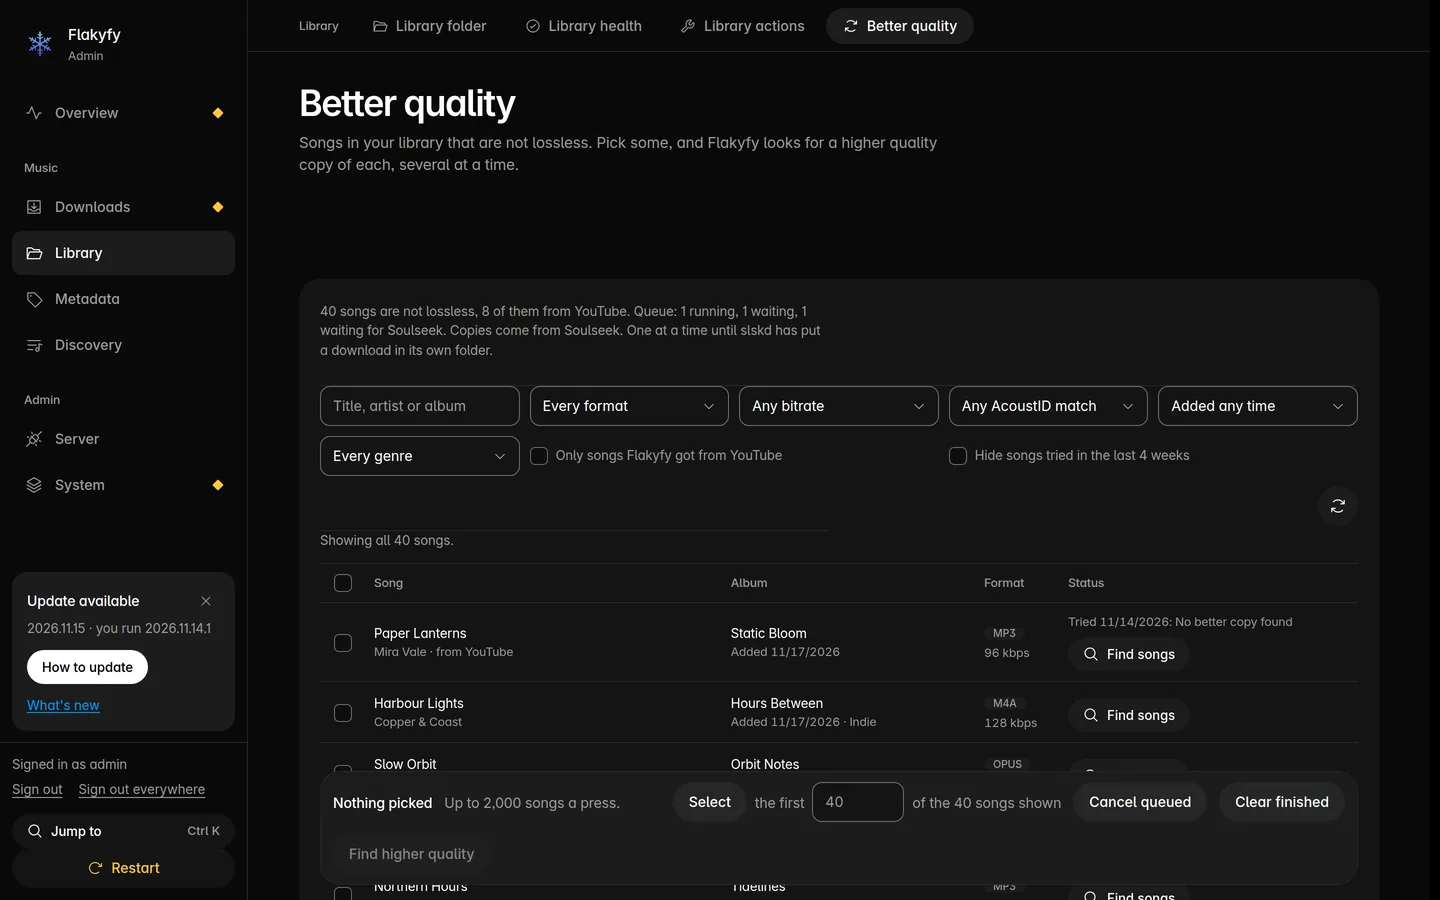 Flakyfy
Admin
Overview
Music
Downloads
Library
Metadata
Discovery
Admin
Server
System
Update available
2026.11.15 · you run 2026.11.14.1
How to update
What's new
Signed in as admin
Sign out Sign out everywhere
Jump to Ctrl K
Restart
Library Library folder Library health Library actions Better quality
Better quality
Songs in your library that are not lossless. Pick some, and Flakyfy looks for a higher quality
copy of each, several at a time.
40 songs are not lossless, 8 of them from YouTube. Queue: 1 running, 1 waiting, 1
waiting for Soulseek. Copies come from Soulseek. One at a time until slskd has put
a download in its own folder.
Title, artist or album Every format Any bitrate Any AcoustID match Added any time
Every genre Only songs Flakyfy got from YouTube Hide songs tried in the last 4 weeks
Showing all 40 songs.
Song Album Format Status
Tried 11/14/2026: No better copy found
Paper Lanterns Static Bloom MP3
Mira Vale · from YouTube Added 11/17/2026 96 kbps Find songs
Harbour Lights Hours Between M4A
Copper & Coast Added 11/17/2026 · Indie 128 kbps Find songs
Slow Orbit Orbit Notes OPUS
Nothing picked Up to 2,000 songs a press. Select the first 40 of the 40 songs shown Cancel queued Clear finished
Find higher quality
Northern Hours Tidelines MP3
Find songs